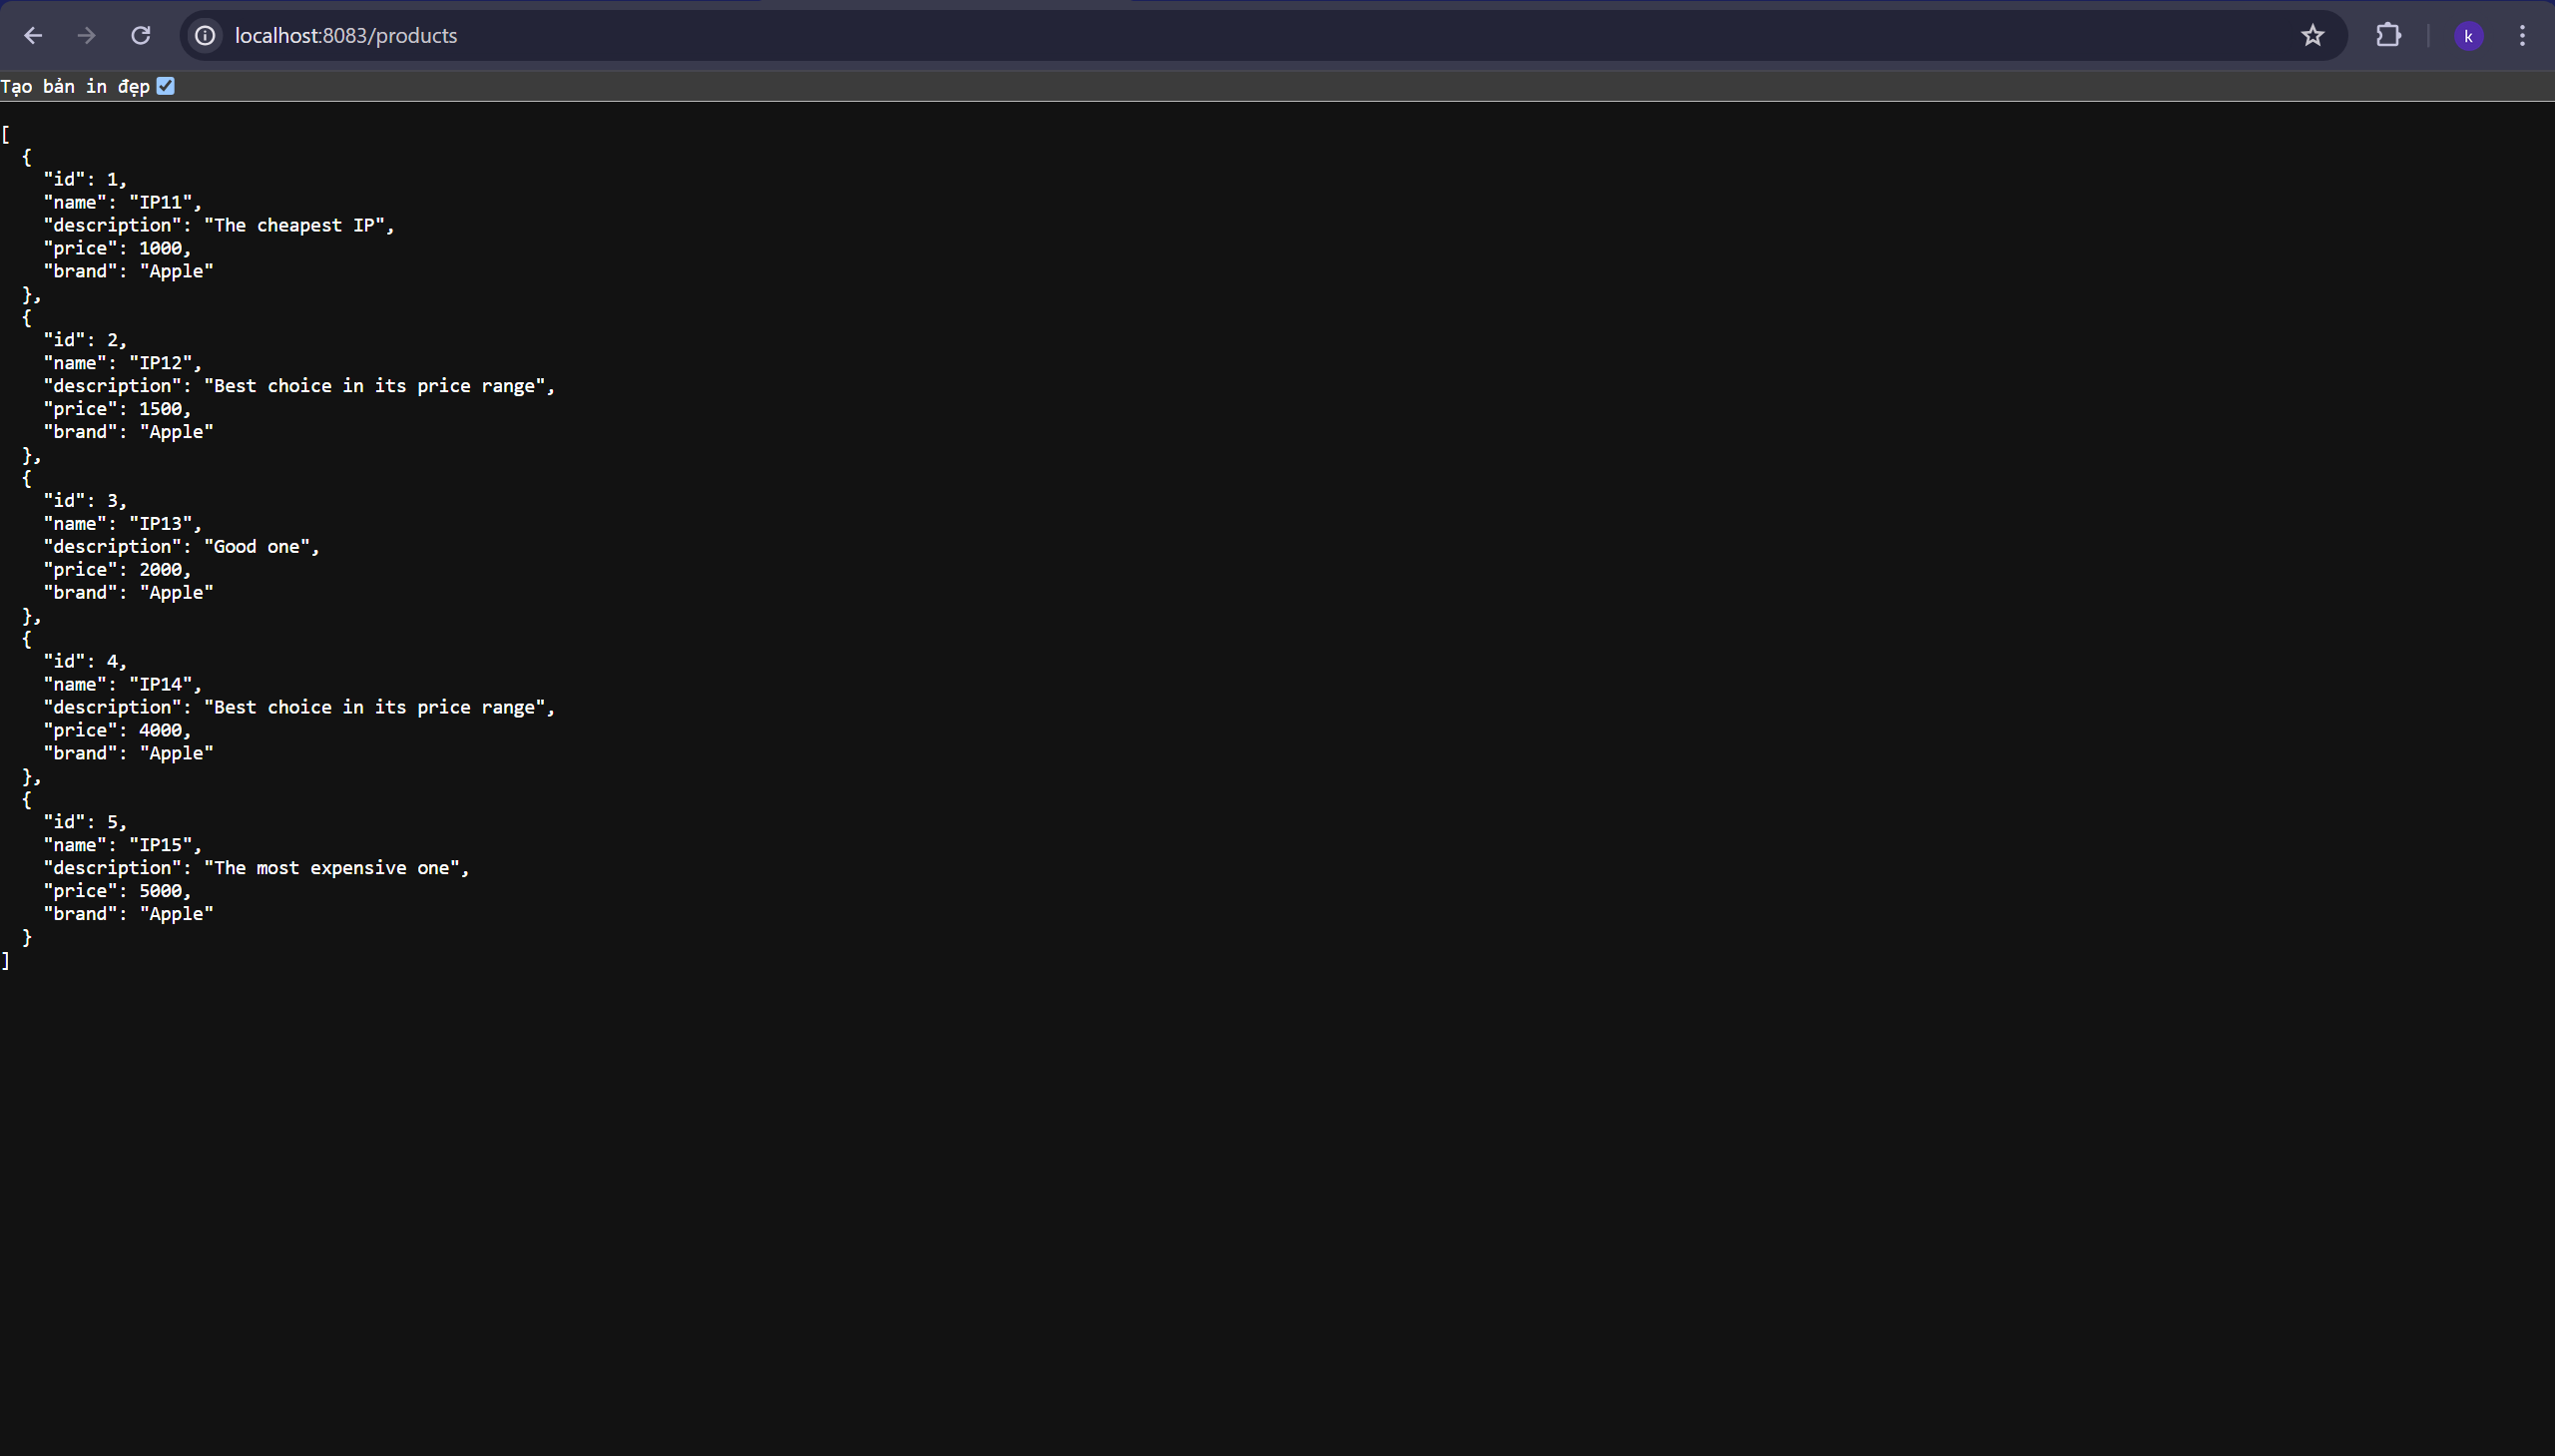 localhost:8083/products
k
Tạo bản in đẹp
[
  {
    "id": 1,
    "name": "IP11",
    "description": "The cheapest IP",
    "price": 1000,
    "brand": "Apple"
  },
  {
    "id": 2,
    "name": "IP12",
    "description": "Best choice in its price range",
    "price": 1500,
    "brand": "Apple"
  },
  {
    "id": 3,
    "name": "IP13",
    "description": "Good one",
    "price": 2000,
    "brand": "Apple"
  },
  {
    "id": 4,
    "name": "IP14",
    "description": "Best choice in its price range",
    "price": 4000,
    "brand": "Apple"
  },
  {
    "id": 5,
    "name": "IP15",
    "description": "The most expensive one",
    "price": 5000,
    "brand": "Apple"
  }
]